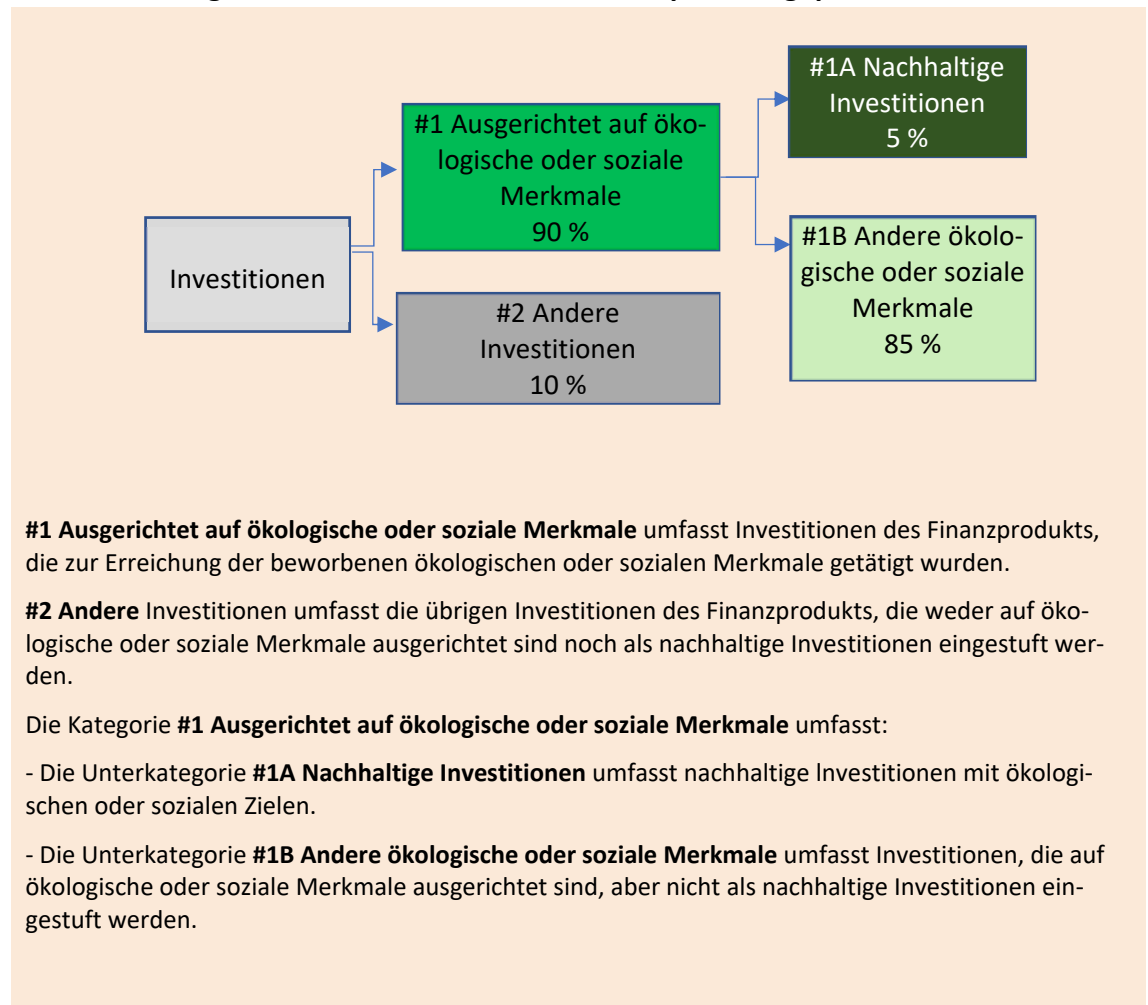 #1A Nachhaltige
Investitionen
5 %
#1 Ausgerichtet auf öko-
logische oder soziale
Merkmale
90 %
#1B Andere ökolo-
gische oder soziale
Merkmale
85 %
Investitionen
#2 Andere
Investitionen
10 %
#1 Ausgerichtet auf ökologische oder soziale Merkmale umfasst Investitionen des Finanzprodukts,
die zur Erreichung der beworbenen ökologischen oder sozialen Merkmale getätigt wurden.
#2 Andere Investitionen umfasst die übrigen Investitionen des Finanzprodukts, die weder auf öko-
logische oder soziale Merkmale ausgerichtet sind noch als nachhaltige Investitionen eingestuft wer-
den.
Die Kategorie #1 Ausgerichtet auf ökologische oder soziale Merkmale umfasst:
- Die Unterkategorie #1A Nachhaltige Investitionen umfasst nachhaltige lnvestitionen mit ökologi-
schen oder sozialen Zielen.
- Die Unterkategorie #1B Andere ökologische oder soziale Merkmale umfasst Investitionen, die auf
ökologische oder soziale Merkmale ausgerichtet sind, aber nicht als nachhaltige Investitionen ein-
gestuft werden.